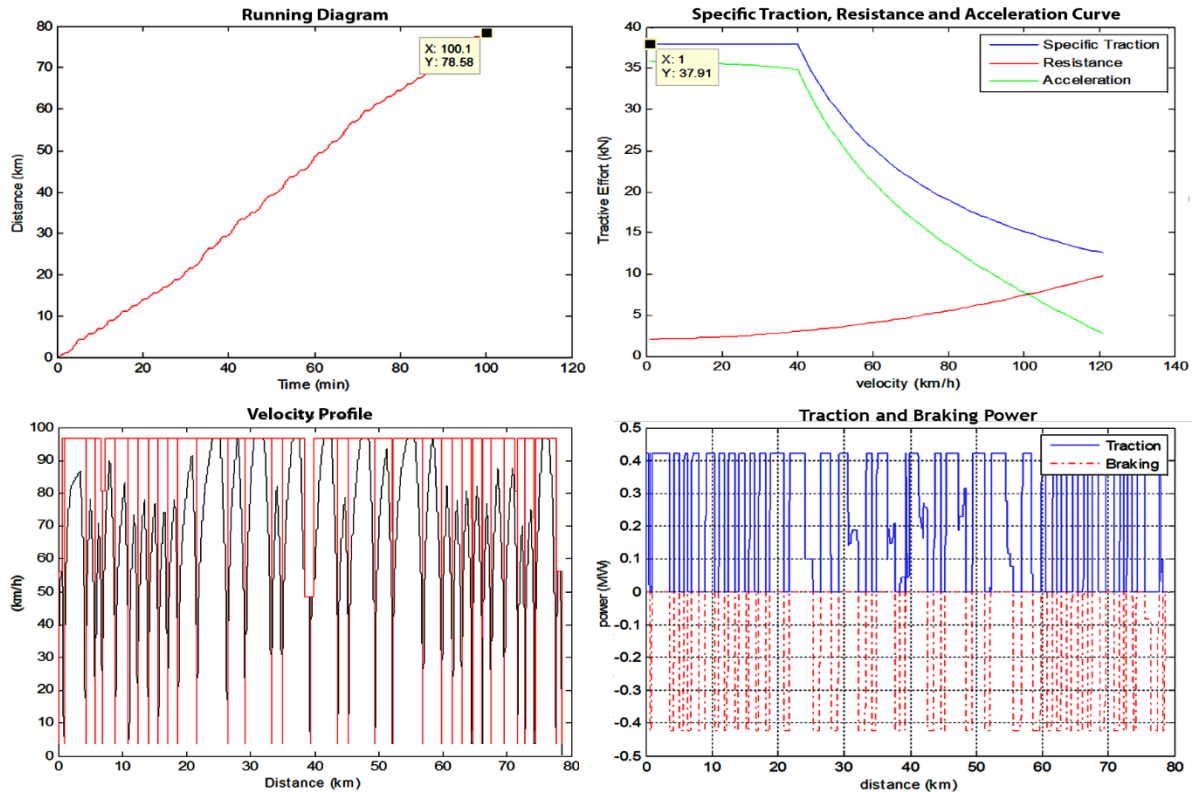 Running Diagram
80
70
60
50
40
30
20
10
0
X: 100.1
Y: 78.58
0 20 40 60 80 100 120
Distance (km)
Time (min)
Specific Traction, Resistance and Acceleration Curve
40
35
30
25
20
15
10
5
0
X: 1
Y: 37.91
Specific Traction
Resistance
Acceleration
0 20 40 60 80 100 120 140
Tractive Effort (kN)
velocity (km/h)
Velocity Profile
100
90
80
70
60
50
40
30
20
10
0
0 10 20 30 40 50 60 70 80
(km/h)
Distance (km)
Traction and Braking Power
0.5
0.4
0.3
0.2
0.1
0
-0.1
-0.2
-0.3
-0.4
-0.5
Traction
Braking
0 10 20 30 40 50 60 70 80
power (MW)
distance (km)